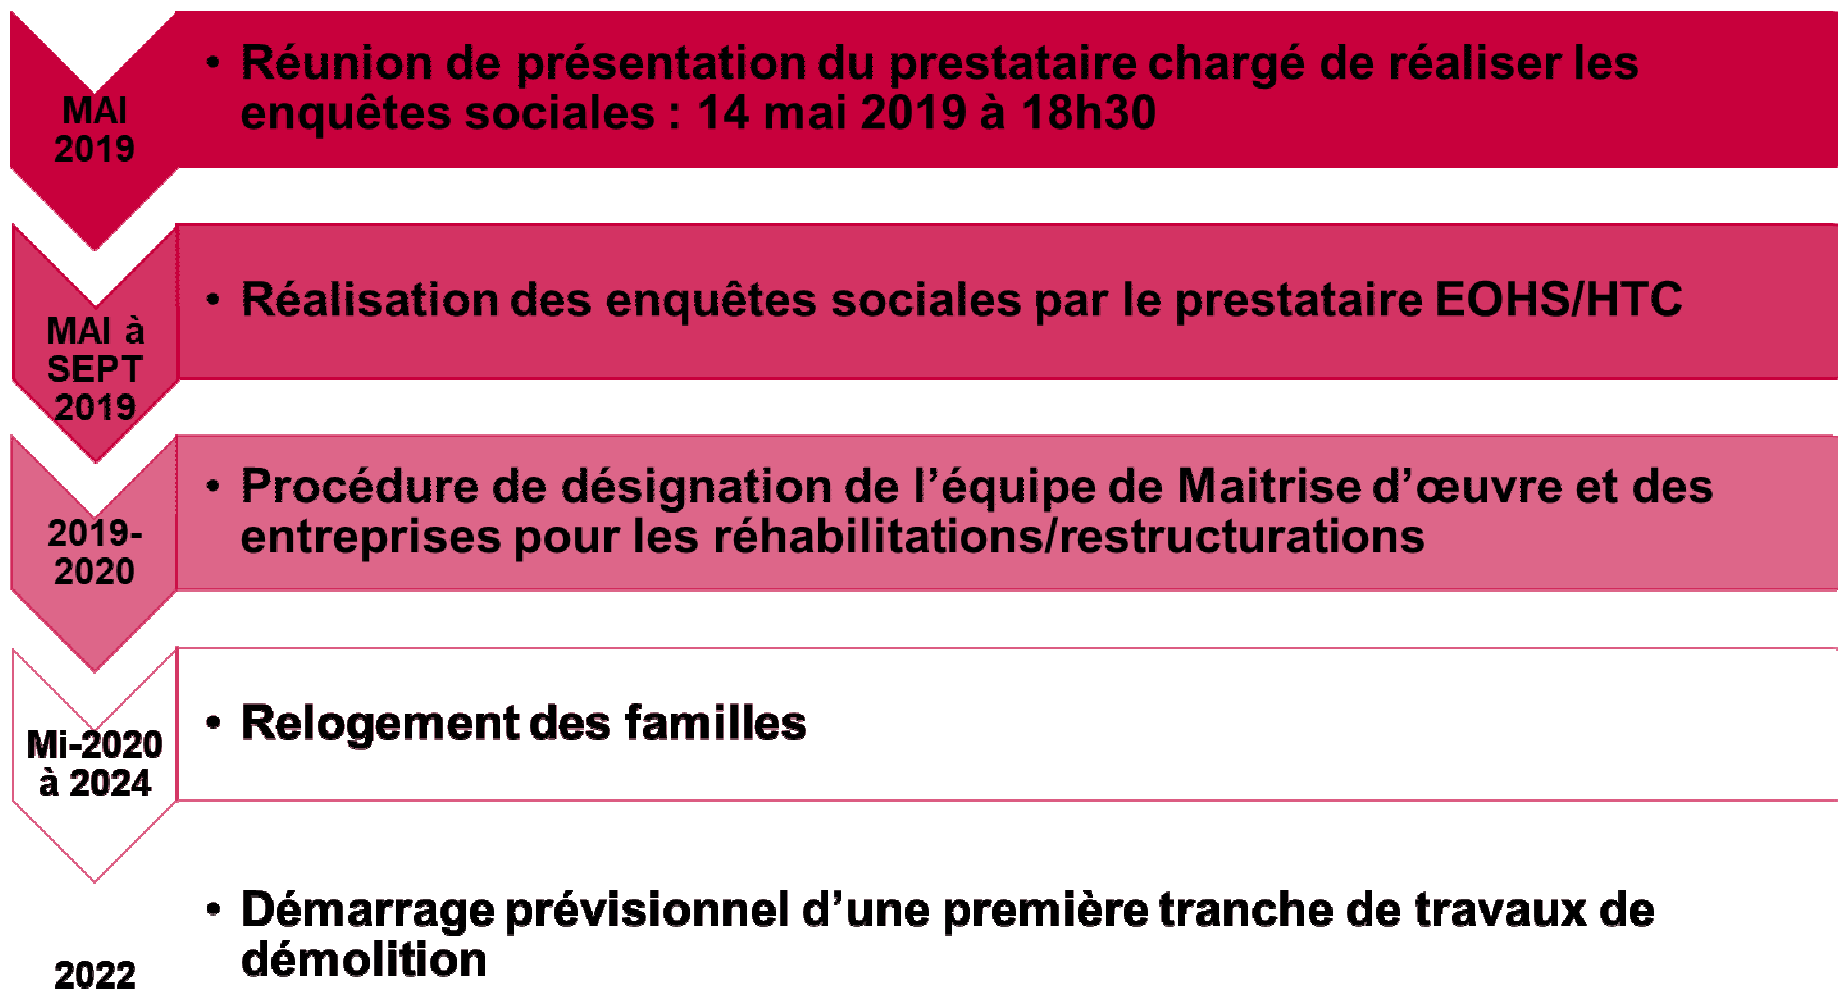 MAI
2019
• Réunion de présentation du prestataire chargé de réaliser les
enquêtes sociales : 14 mai 2019 à 18h30
MAI à
SEPT
2019
• Réalisation des enquêtes sociales par le prestataire EOHS/HTC
2019-
2020
• Procédure de désignation de l’équipe de Maitrise d’œuvre et des
entreprises pour les réhabilitations/restructurations
Mi-2020
à 2024
• Relogement des familles
2022
• Démarrage prévisionnel d’une première tranche de travaux de
démolition